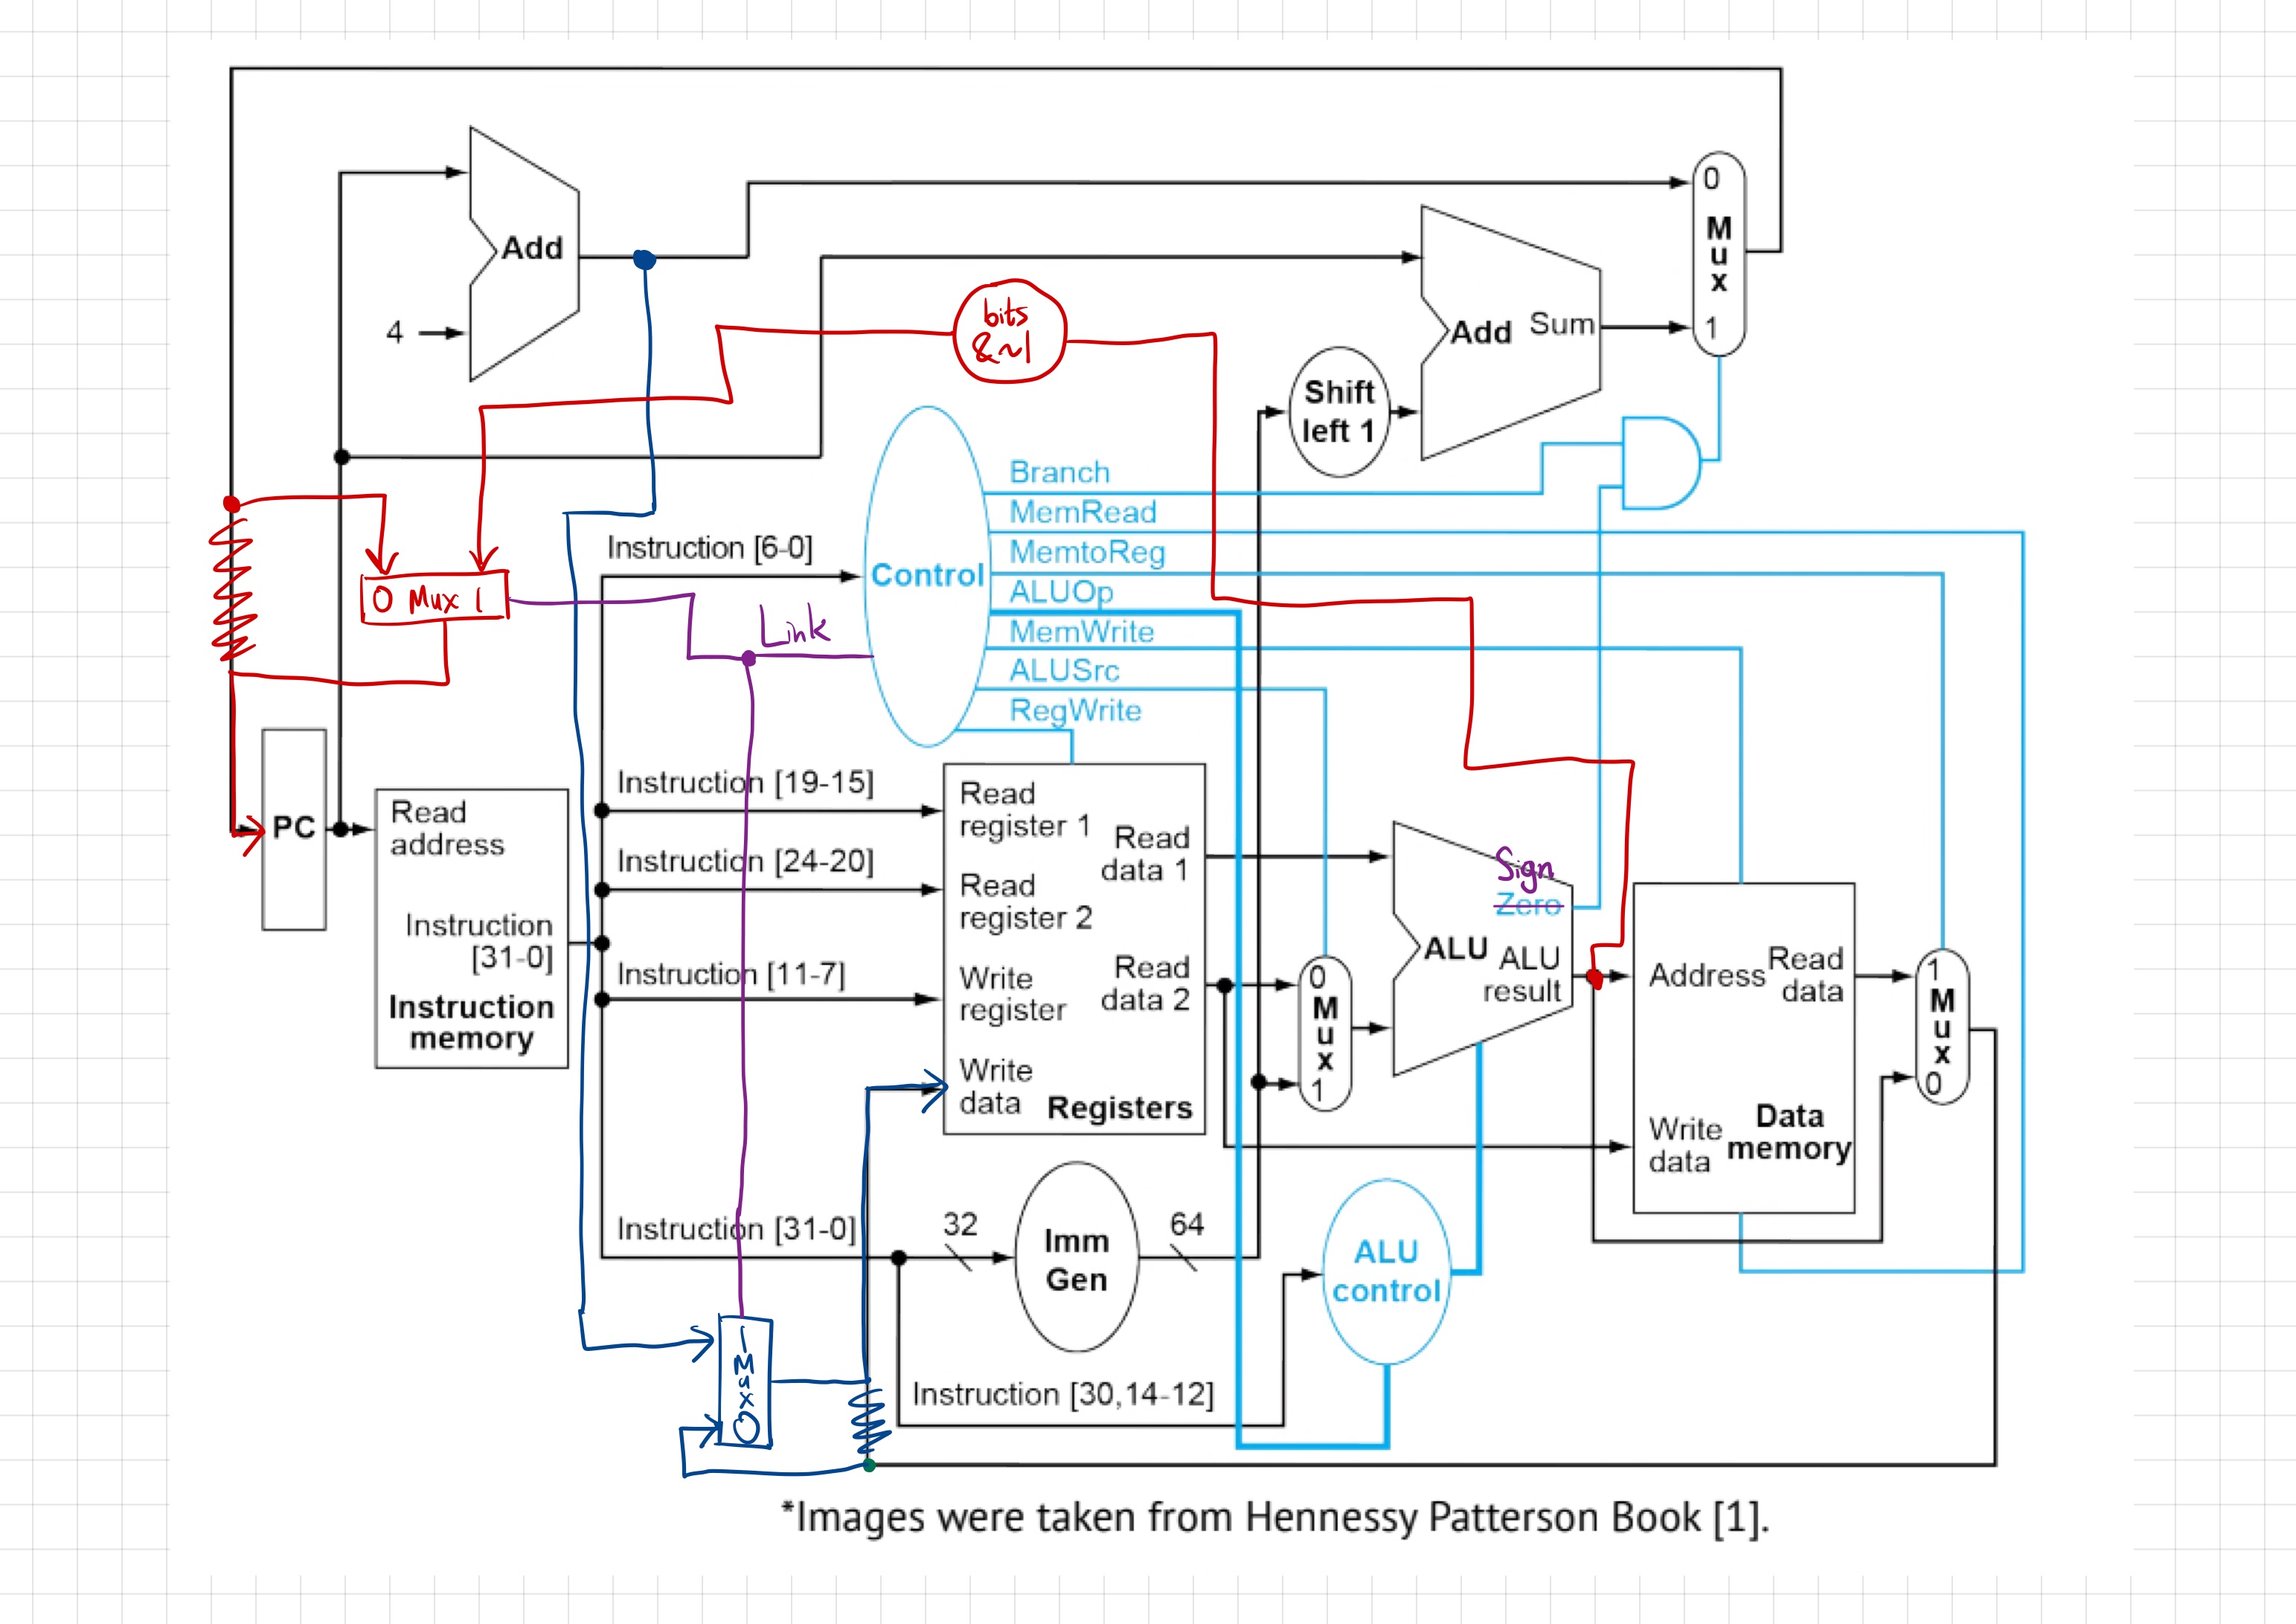 Add
4
bits
&~1
Add Sum
Shift
left 1
0
M
u
x
1
Branch
MemRead
MemtoReg
ALUOp
MemWrite
ALUSrc
RegWrite
Control
Instruction [6-0]
0 Mux 1
Link
PC
Read
address
Instruction
[31-0]
Instruction
memory
Instruction [19-15]
Instruction [24-20]
Instruction [11-7]
Instruction [31-0]
Read
register 1
Read
register 2
Write
register
Write
data
Read
data 1
Read
data 2
Registers
0
M
u
x
1
Sign
Zero
ALU
ALU
result
Address
Read
data
Write
data
Data
memory
1
M
u
x
0
32
Imm
Gen
64
ALU
control
Instruction [30,14-12]
1
M
u
x
0
*Images were taken from Hennessy Patterson Book [1].